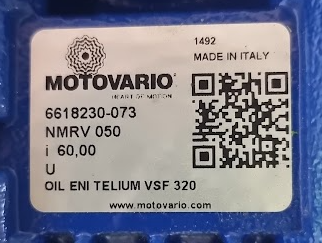 1492
MADE IN ITALY
MOTOVARIO®
HEART OF MOTION
6618230-073
NMRV 050
i 60,00
U
OIL ENI TELIUM VSF 320
www.motovario.com